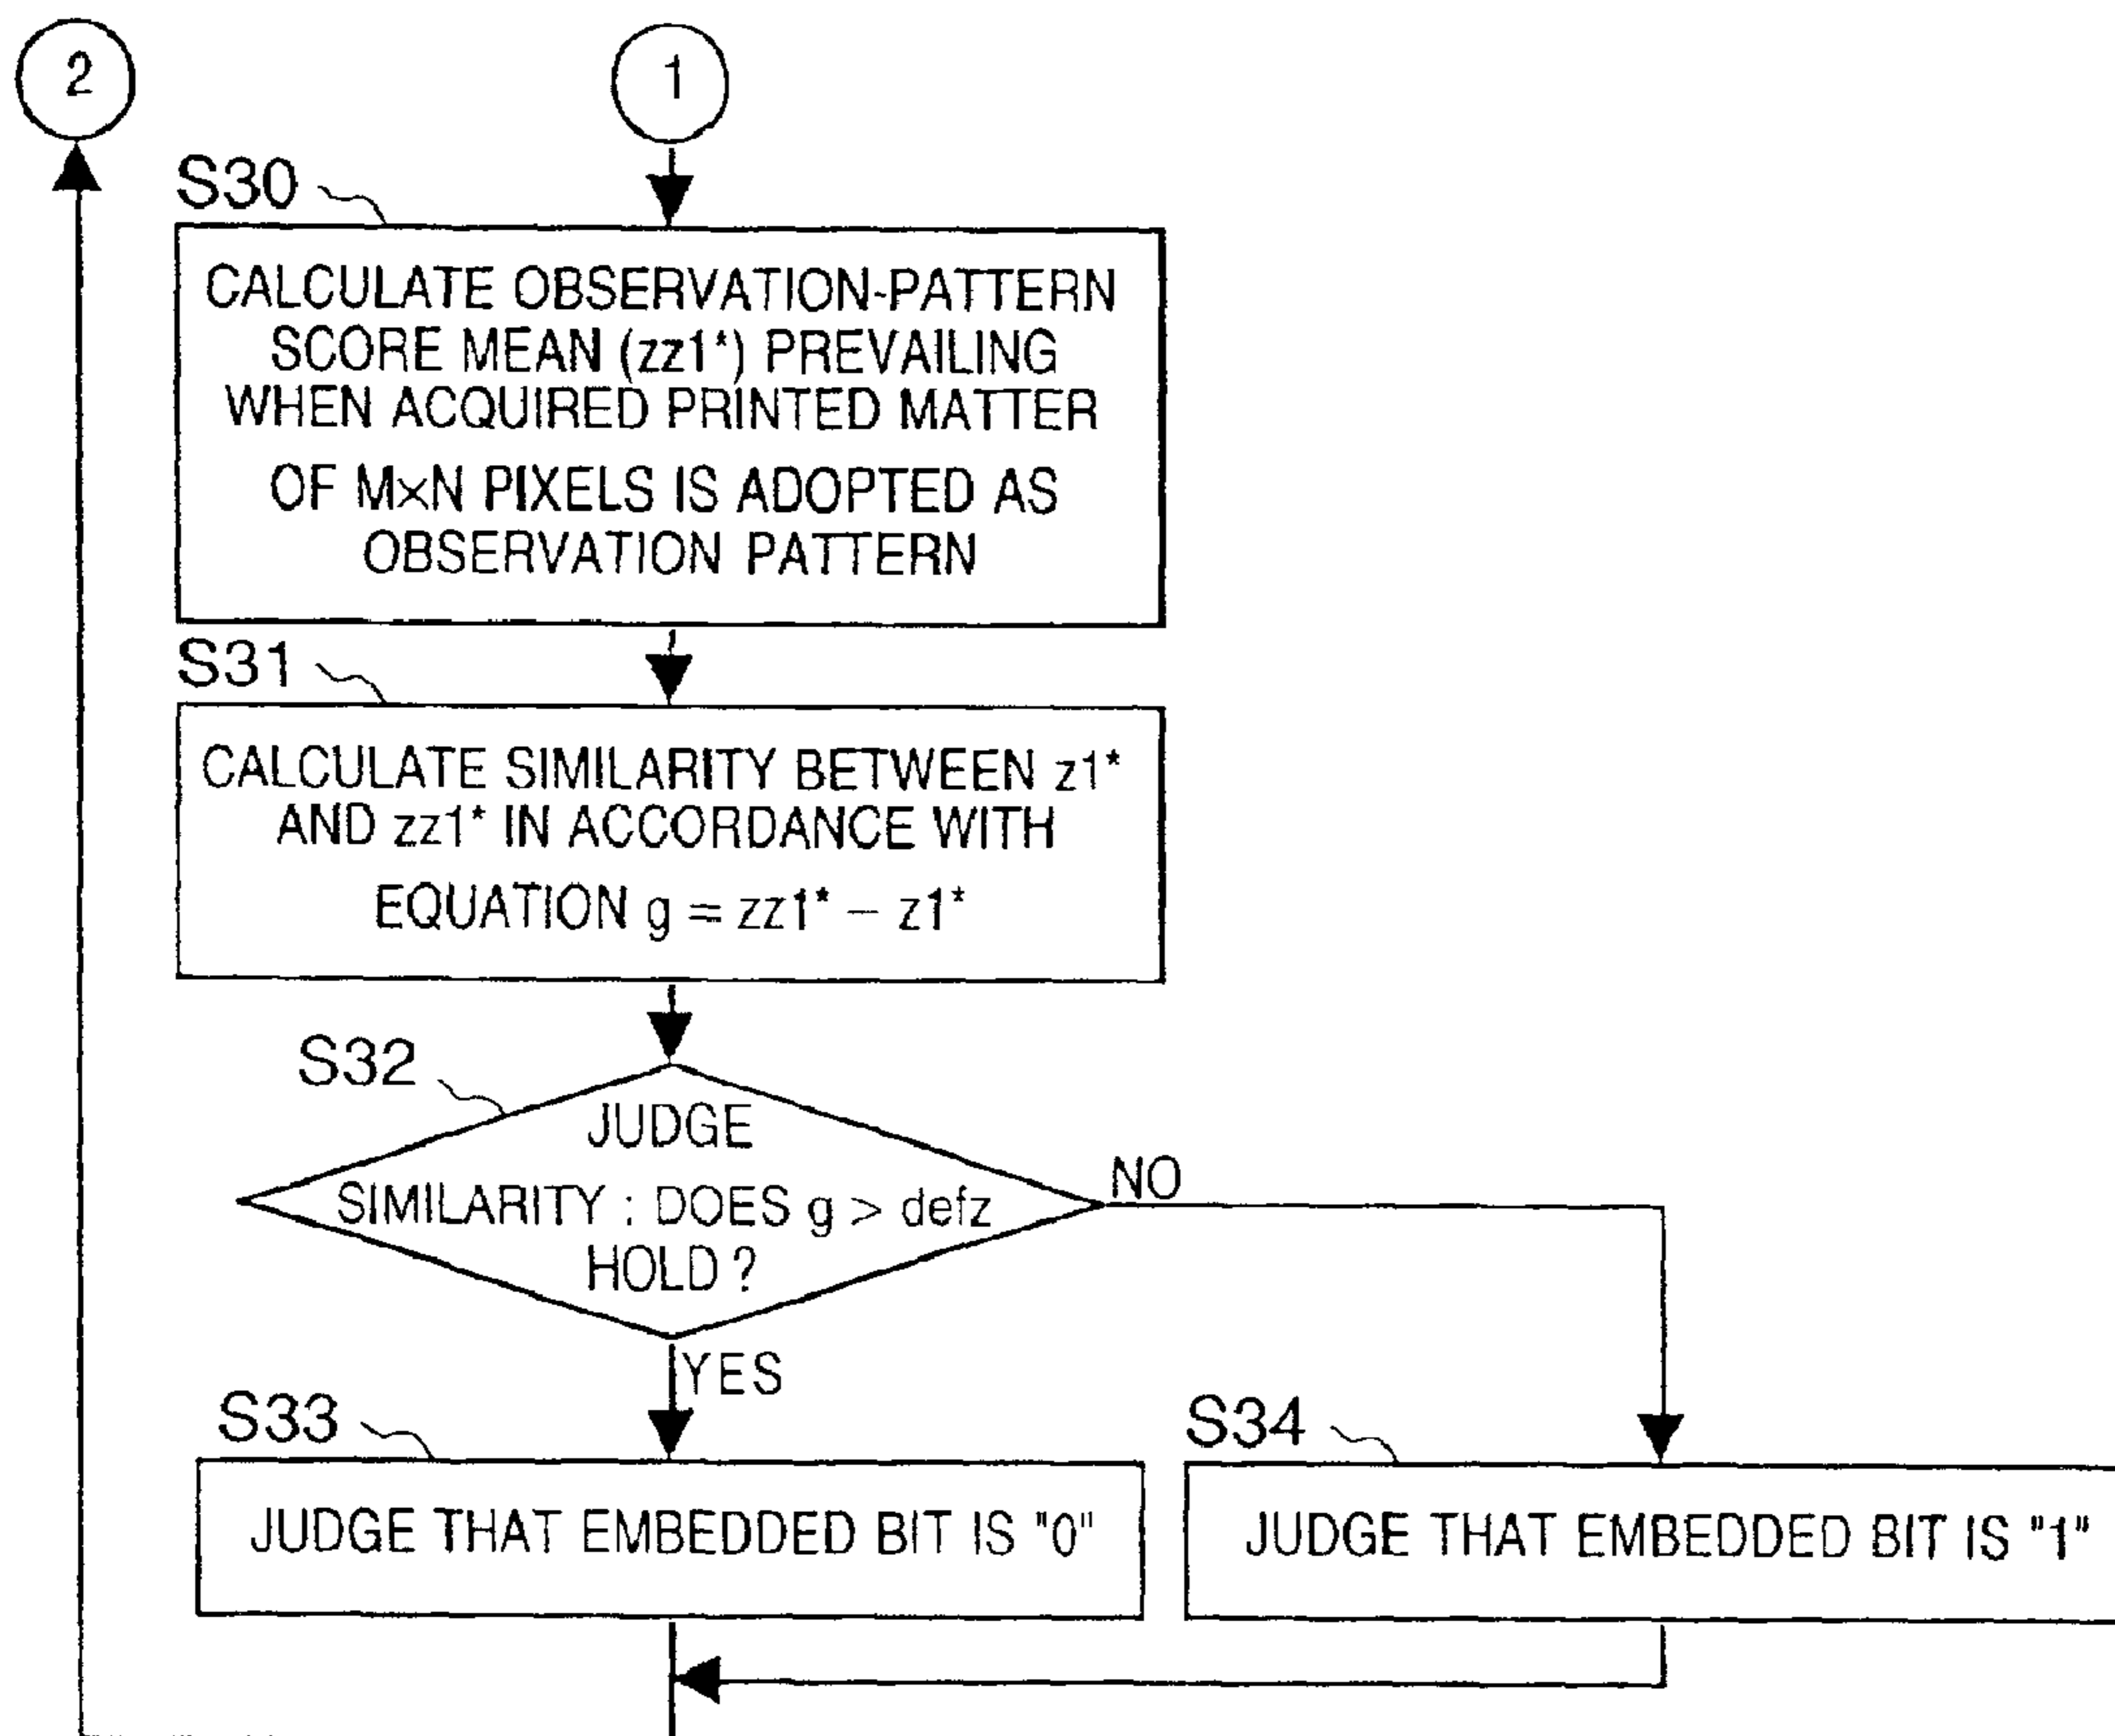 2
1
S30
CALCULATE OBSERVATION-PATTERN
SCORE MEAN (zz1*) PREVAILING
WHEN ACQUIRED PRINTED MATTER
OF M×N PIXELS IS ADOPTED AS
OBSERVATION PATTERN
S31
CALCULATE SIMILARITY BETWEEN z1*
AND zz1* IN ACCORDANCE WITH
EQUATION g = zz1* – z1*
S32
JUDGE
SIMILARITY : DOES g > defz
HOLD ?
NO
YES
S33
JUDGE THAT EMBEDDED BIT IS "0"
S34
JUDGE THAT EMBEDDED BIT IS "1"